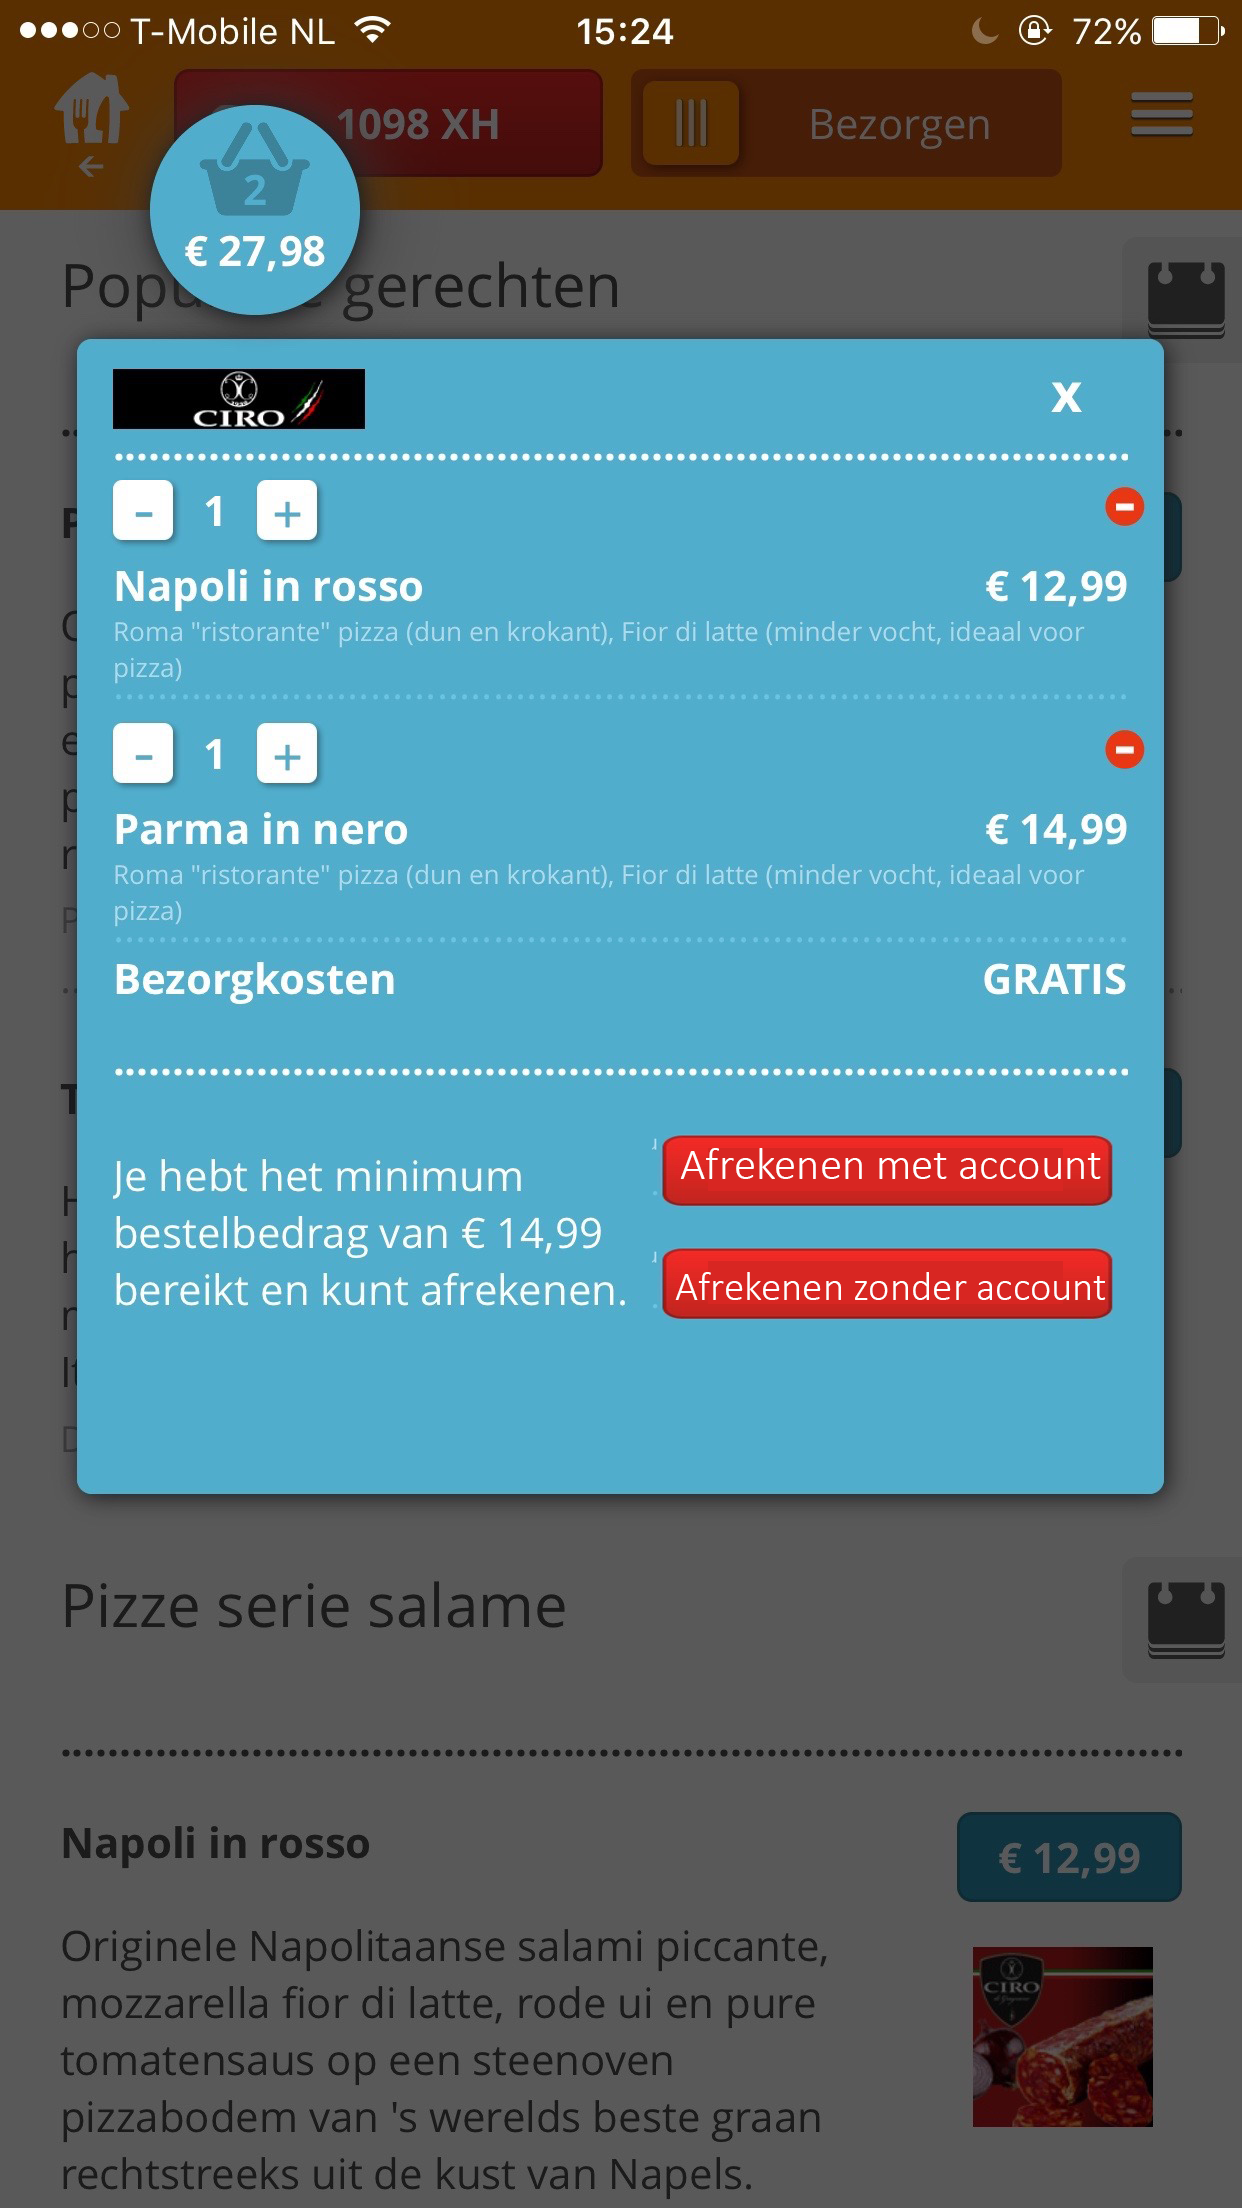 T-Mobile NL 15:24 72%
1098 XH Bezorgen
2
€ 27,98
gerechten
CIRO
x
- 1 +
Napoli in rosso € 12,99
Roma "ristorante" pizza (dun en krokant), Fior di latte (minder vocht, ideaal voor
pizza)
- 1 +
Parma in nero € 14,99
Roma "ristorante" pizza (dun en krokant), Fior di latte (minder vocht, ideaal voor
pizza)
Bezorgkosten GRATIS
Je hebt het minimum
bestelbedrag van € 14,99
bereikt en kunt afrekenen.
Afrekenen met account
Afrekenen zonder account
Pizze serie salame
Napoli in rosso € 12,99
Originele Napolitaanse salami piccante,
mozzarella fior di latte, rode ui en pure
tomatensaus op een steenoven
pizzabodem van 's werelds beste graan
rechtstreeks uit de kust van Napels.
CIRO